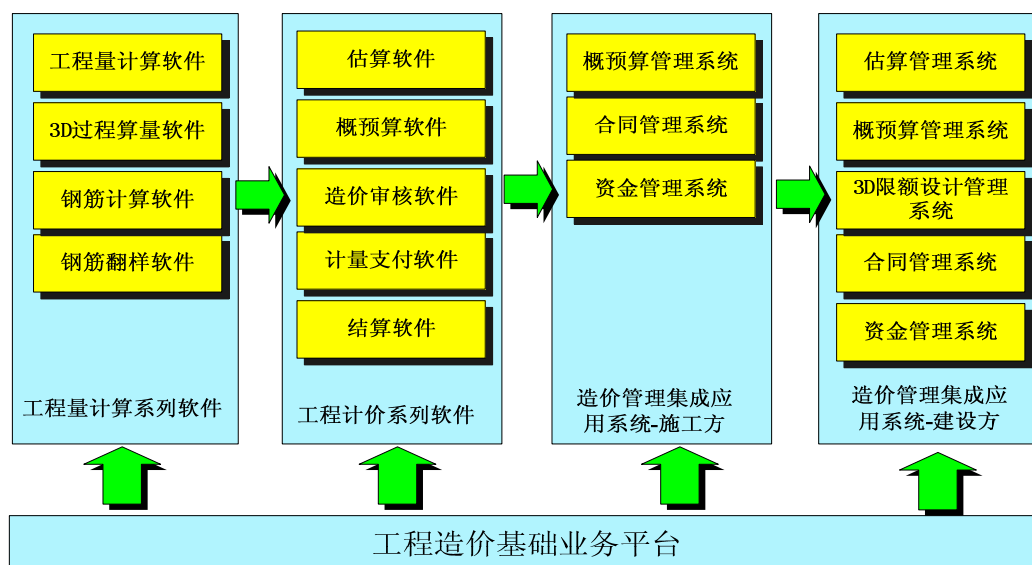 工程量计算软件
3D过程算量软件
钢筋计算软件
钢筋翻样软件
工程量计算系列软件
估算软件
概预算软件
造价审核软件
计量支付软件
结算软件
工程计价系列软件
概预算管理系统
合同管理系统
资金管理系统
造价管理集成应
用系统-施工方
估算管理系统
概预算管理系统
3D限额设计管理
系统
合同管理系统
资金管理系统
造价管理集成应
用系统-建设方
工程造价基础业务平台